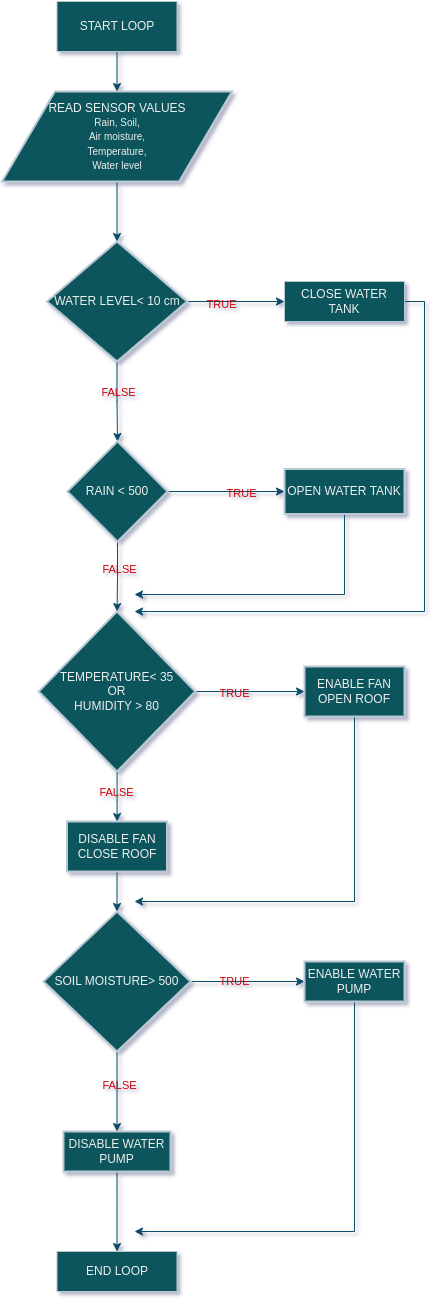 START LOOP
READ SENSOR VALUES
Rain, Soil,
Air moisture,
Temperature,
Water level
WATER LEVEL< 10 cm
TRUE
CLOSE WATER
TANK
FALSE
RAIN < 500
TRUE
OPEN WATER TANK
FALSE
TEMPERATURE< 35
OR
HUMIDITY > 80
TRUE
ENABLE FAN
OPEN ROOF
FALSE
DISABLE FAN
CLOSE ROOF
SOIL MOISTURE> 500
TRUE
ENABLE WATER
PUMP
FALSE
DISABLE WATER
PUMP
END LOOP